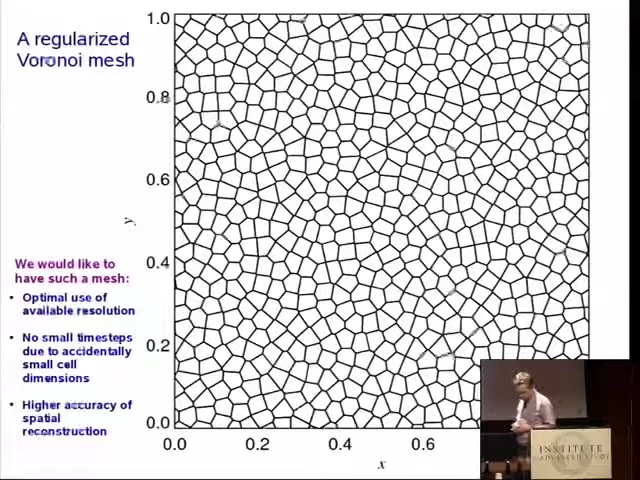 A regularized
Voronoi mesh
1.0
0.8
0.6
y
0.4
0.2
0.0
0.0 0.2 0.4 0.6
x
We would like to
have such a mesh:
• Optimal use of
available resolution
• No small timesteps
due to accidentally
small cell
dimensions
• Higher accuracy of
spatial
reconstruction
INSTITUTE
ADVANCED STUDY